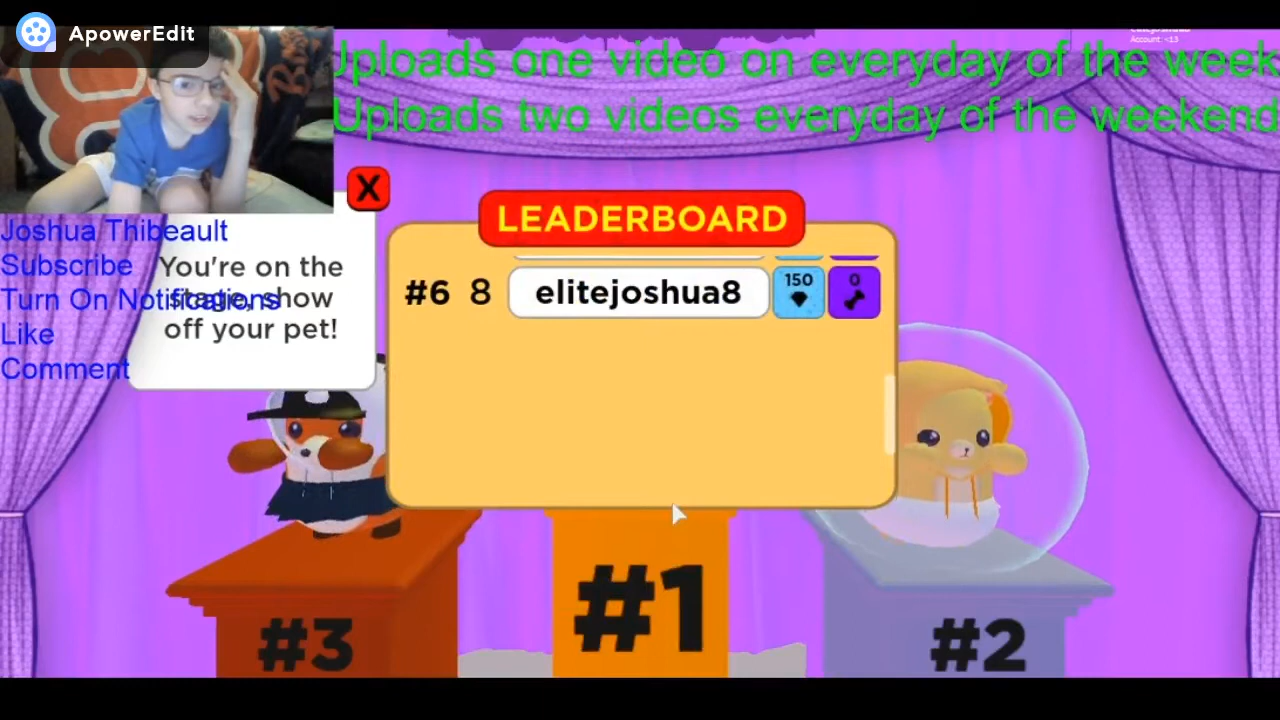 ApowerEdit
Account: <13
Uploads one video on everyday of the week
Uploads two videos everyday of the weekend
X
LEADERBOARD
Joshua Thibeault
Subscribe
Turn On Notifications
Like
Comment
You're on the
stage, show
off your pet!
#6 8 elitejoshua8 150 0
#3
#1
#2